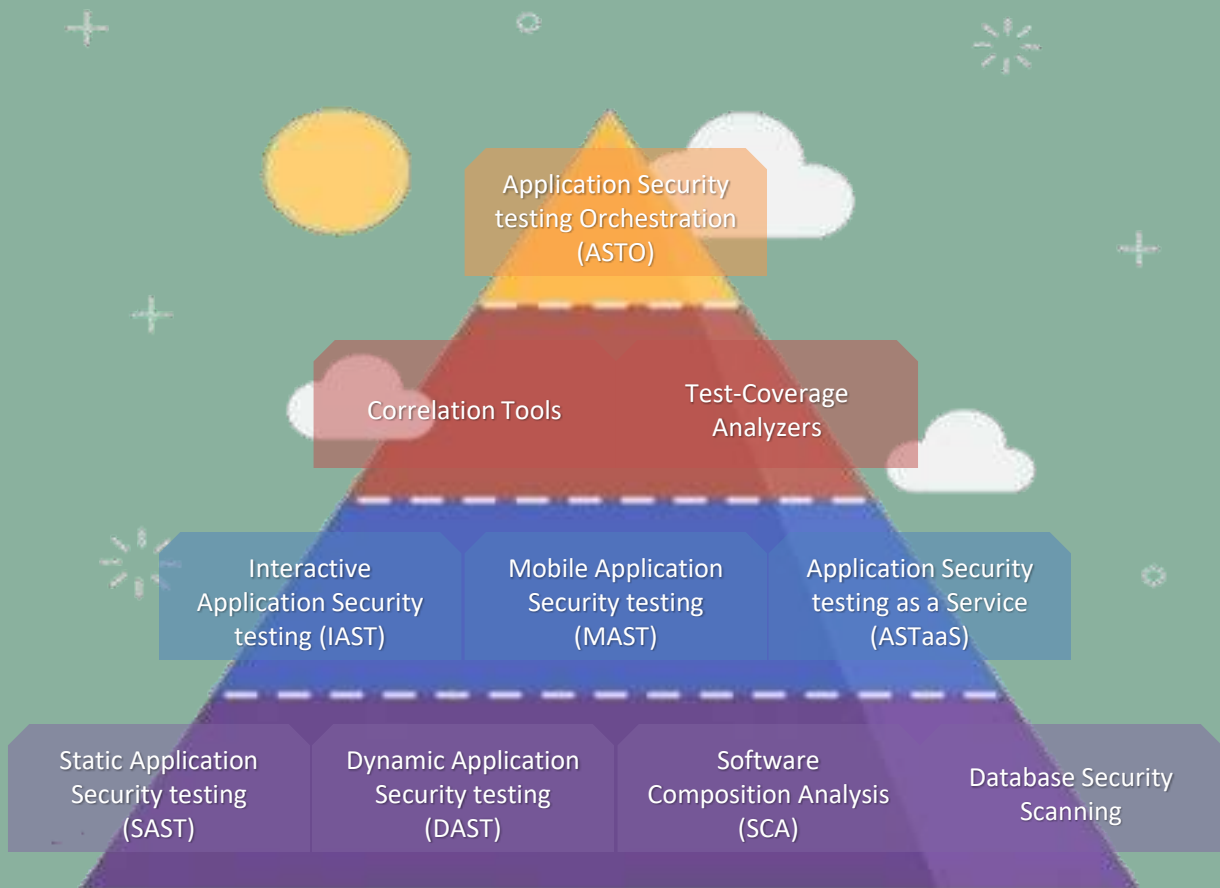 Application Security
testing Orchestration
(ASTO)
Correlation Tools
Test-Coverage
Analyzers
Interactive
Application Security
testing (IAST)
Mobile Application
Security testing
(MAST)
Application Security
testing as a Service
(ASTaaS)
Static Application
Security testing
(SAST)
Dynamic Application
Security testing
(DAST)
Software
Composition Analysis
(SCA)
Database Security
Scanning